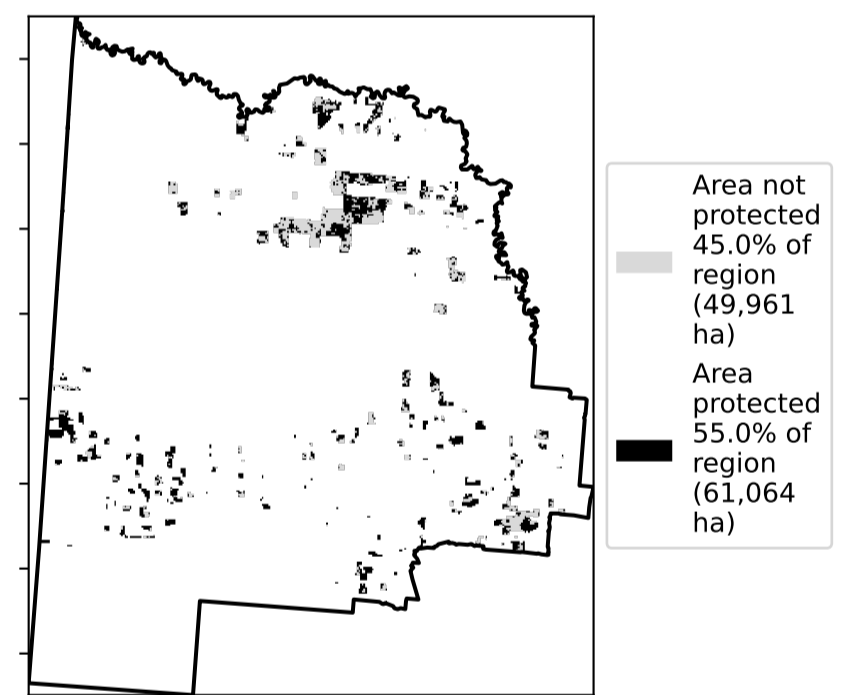 Area not
protected
45.0% of
region
(49,961
ha)
Area
protected
55.0% of
region
(61,064
ha)